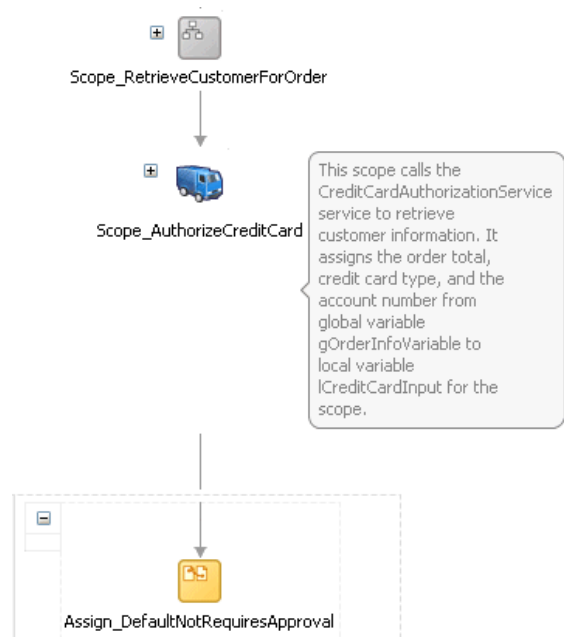 Scope_RetrieveCustomerForOrder
Scope_AuthorizeCreditCard
This scope calls the
CreditCardAuthorizationService
service to retrieve
customer information. It
assigns the order total,
credit card type, and the
account number from
global variable
gOrderInfoVariable to
local variable
lCreditCardInput for the
scope.
Assign_DefaultNotRequiresApproval